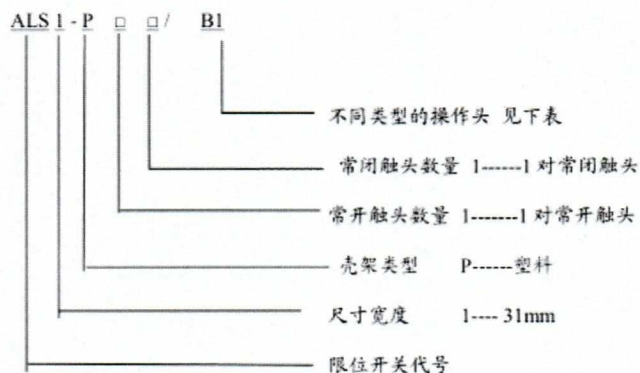 ALS 1 - P □ □ / B1
不同类型的操作头 见下表
常闭触头数量 1------1 对常闭触头
常开触头数量 1-------1 对常开触头
壳架类型 P------塑料
尺寸宽度 1---- 31mm
限位开关代号